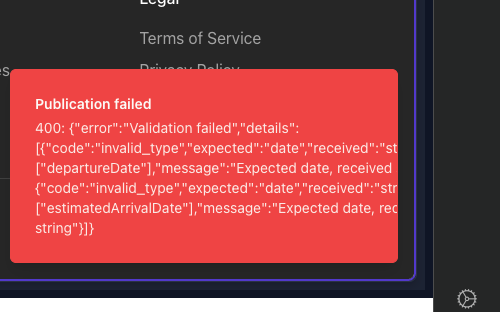 Legal
Terms of Service
Privacy Policy
Publication failed
400: {"error":"Validation failed","details":
[{"code":"invalid_type","expected":"date","received":"st
["departureDate"],"message":"Expected date, received
{"code":"invalid_type","expected":"date","received":"str
["estimatedArrivalDate"],"message":"Expected date, rec
string"}]}